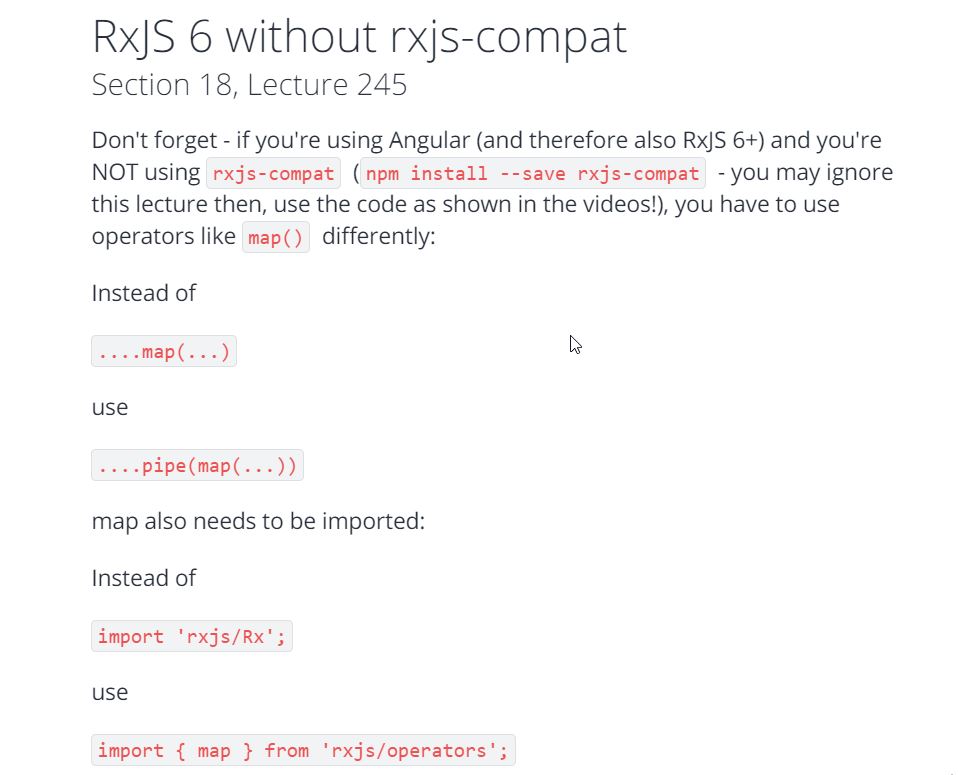 RxJS 6 without rxjs-compat
Section 18, Lecture 245
Don't forget - if you're using Angular (and therefore also RxJS 6+) and you're
NOT using rxjs-compat (npm install --save rxjs-compat - you may ignore
this lecture then, use the code as shown in the videos!), you have to use
operators like map() differently:
Instead of
....map(...)
use
....pipe(map(...))
map also needs to be imported:
Instead of
import 'rxjs/Rx';
use
import { map } from 'rxjs/operators';